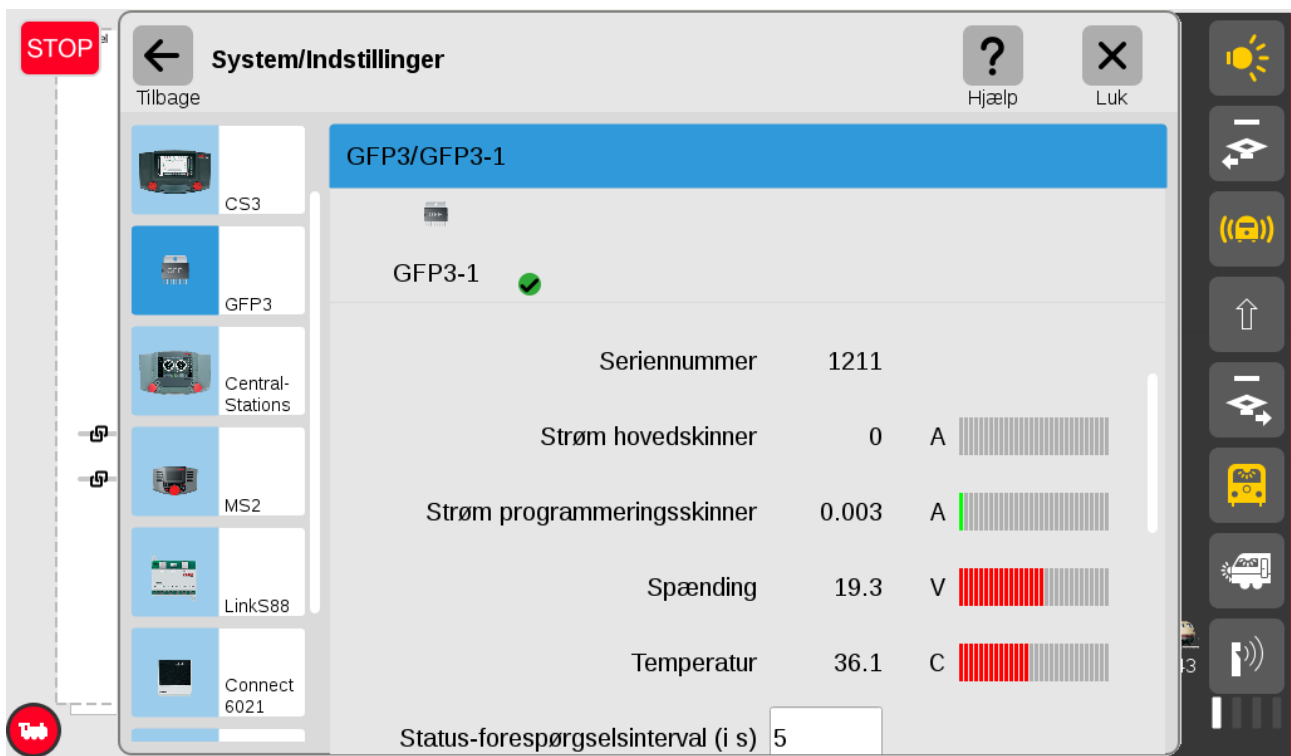 STOP
System/Indstillinger
Tilbage
Hjælp
Luk
CS3
GFP3
Central-
Stations
MS2
LinkS88
Connect
6021
GFP3/GFP3-1
GFP3-1
Seriennummer 1211
Strøm hovedskinner 0 A
Strøm programmeringsskinner 0.003 A
Spænding 19.3 V
Temperatur 36.1 C
Status-forespørgselsinterval (i s) 5